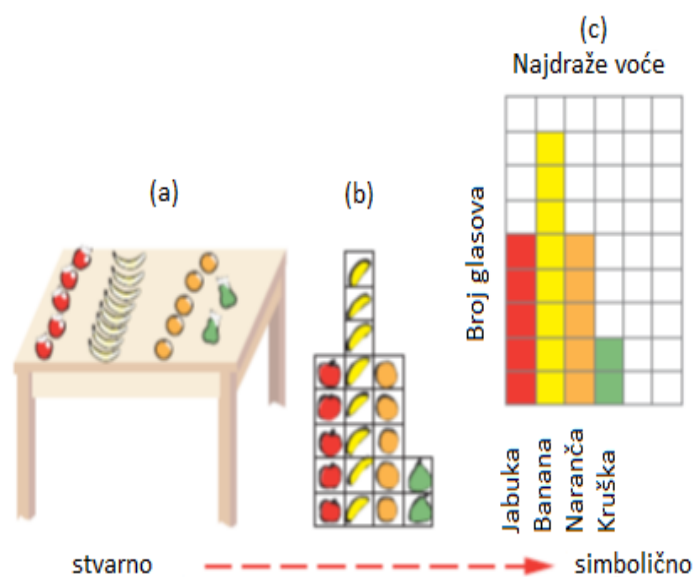 (a)
(b)
(c)
Najdraže voće
Broj glasova
Jabuka
Banana
Naranča
Kruška
stvarno
simbolično